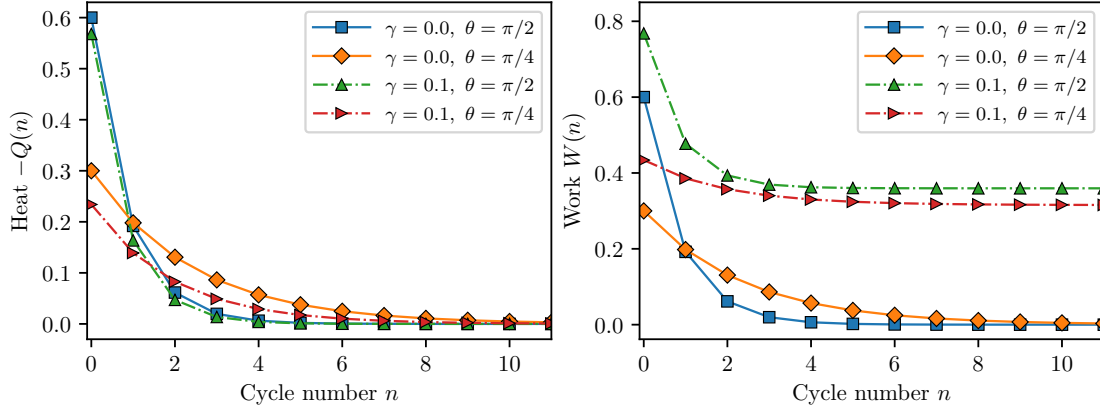 Heat −Q(n)
0.6
0.5
0.4
0.3
0.2
0.1
0.0
0 2 4 6 8 10
Cycle number n
γ = 0.0, θ = π/2
γ = 0.0, θ = π/4
γ = 0.1, θ = π/2
γ = 0.1, θ = π/4
Work W(n)
0.8
0.6
0.4
0.2
0.0
0 2 4 6 8 10
Cycle number n
γ = 0.0, θ = π/2
γ = 0.0, θ = π/4
γ = 0.1, θ = π/2
γ = 0.1, θ = π/4